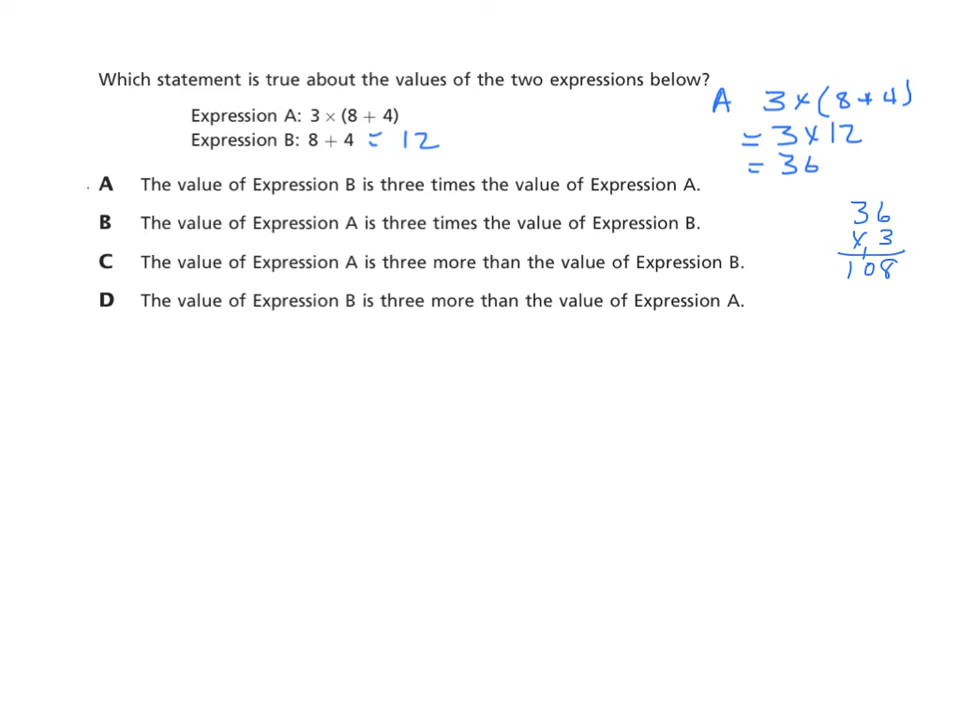 Which statement is true about the values of the two expressions below?
Expression A: 3 × (8 + 4)
Expression B: 8 + 4 = 12
A The value of Expression B is three times the value of Expression A.
B The value of Expression A is three times the value of Expression B.
C The value of Expression A is three more than the value of Expression B.
D The value of Expression B is three more than the value of Expression A.
A 3 × (8 + 4)
= 3 × 12
= 36
36
× 3
1
108